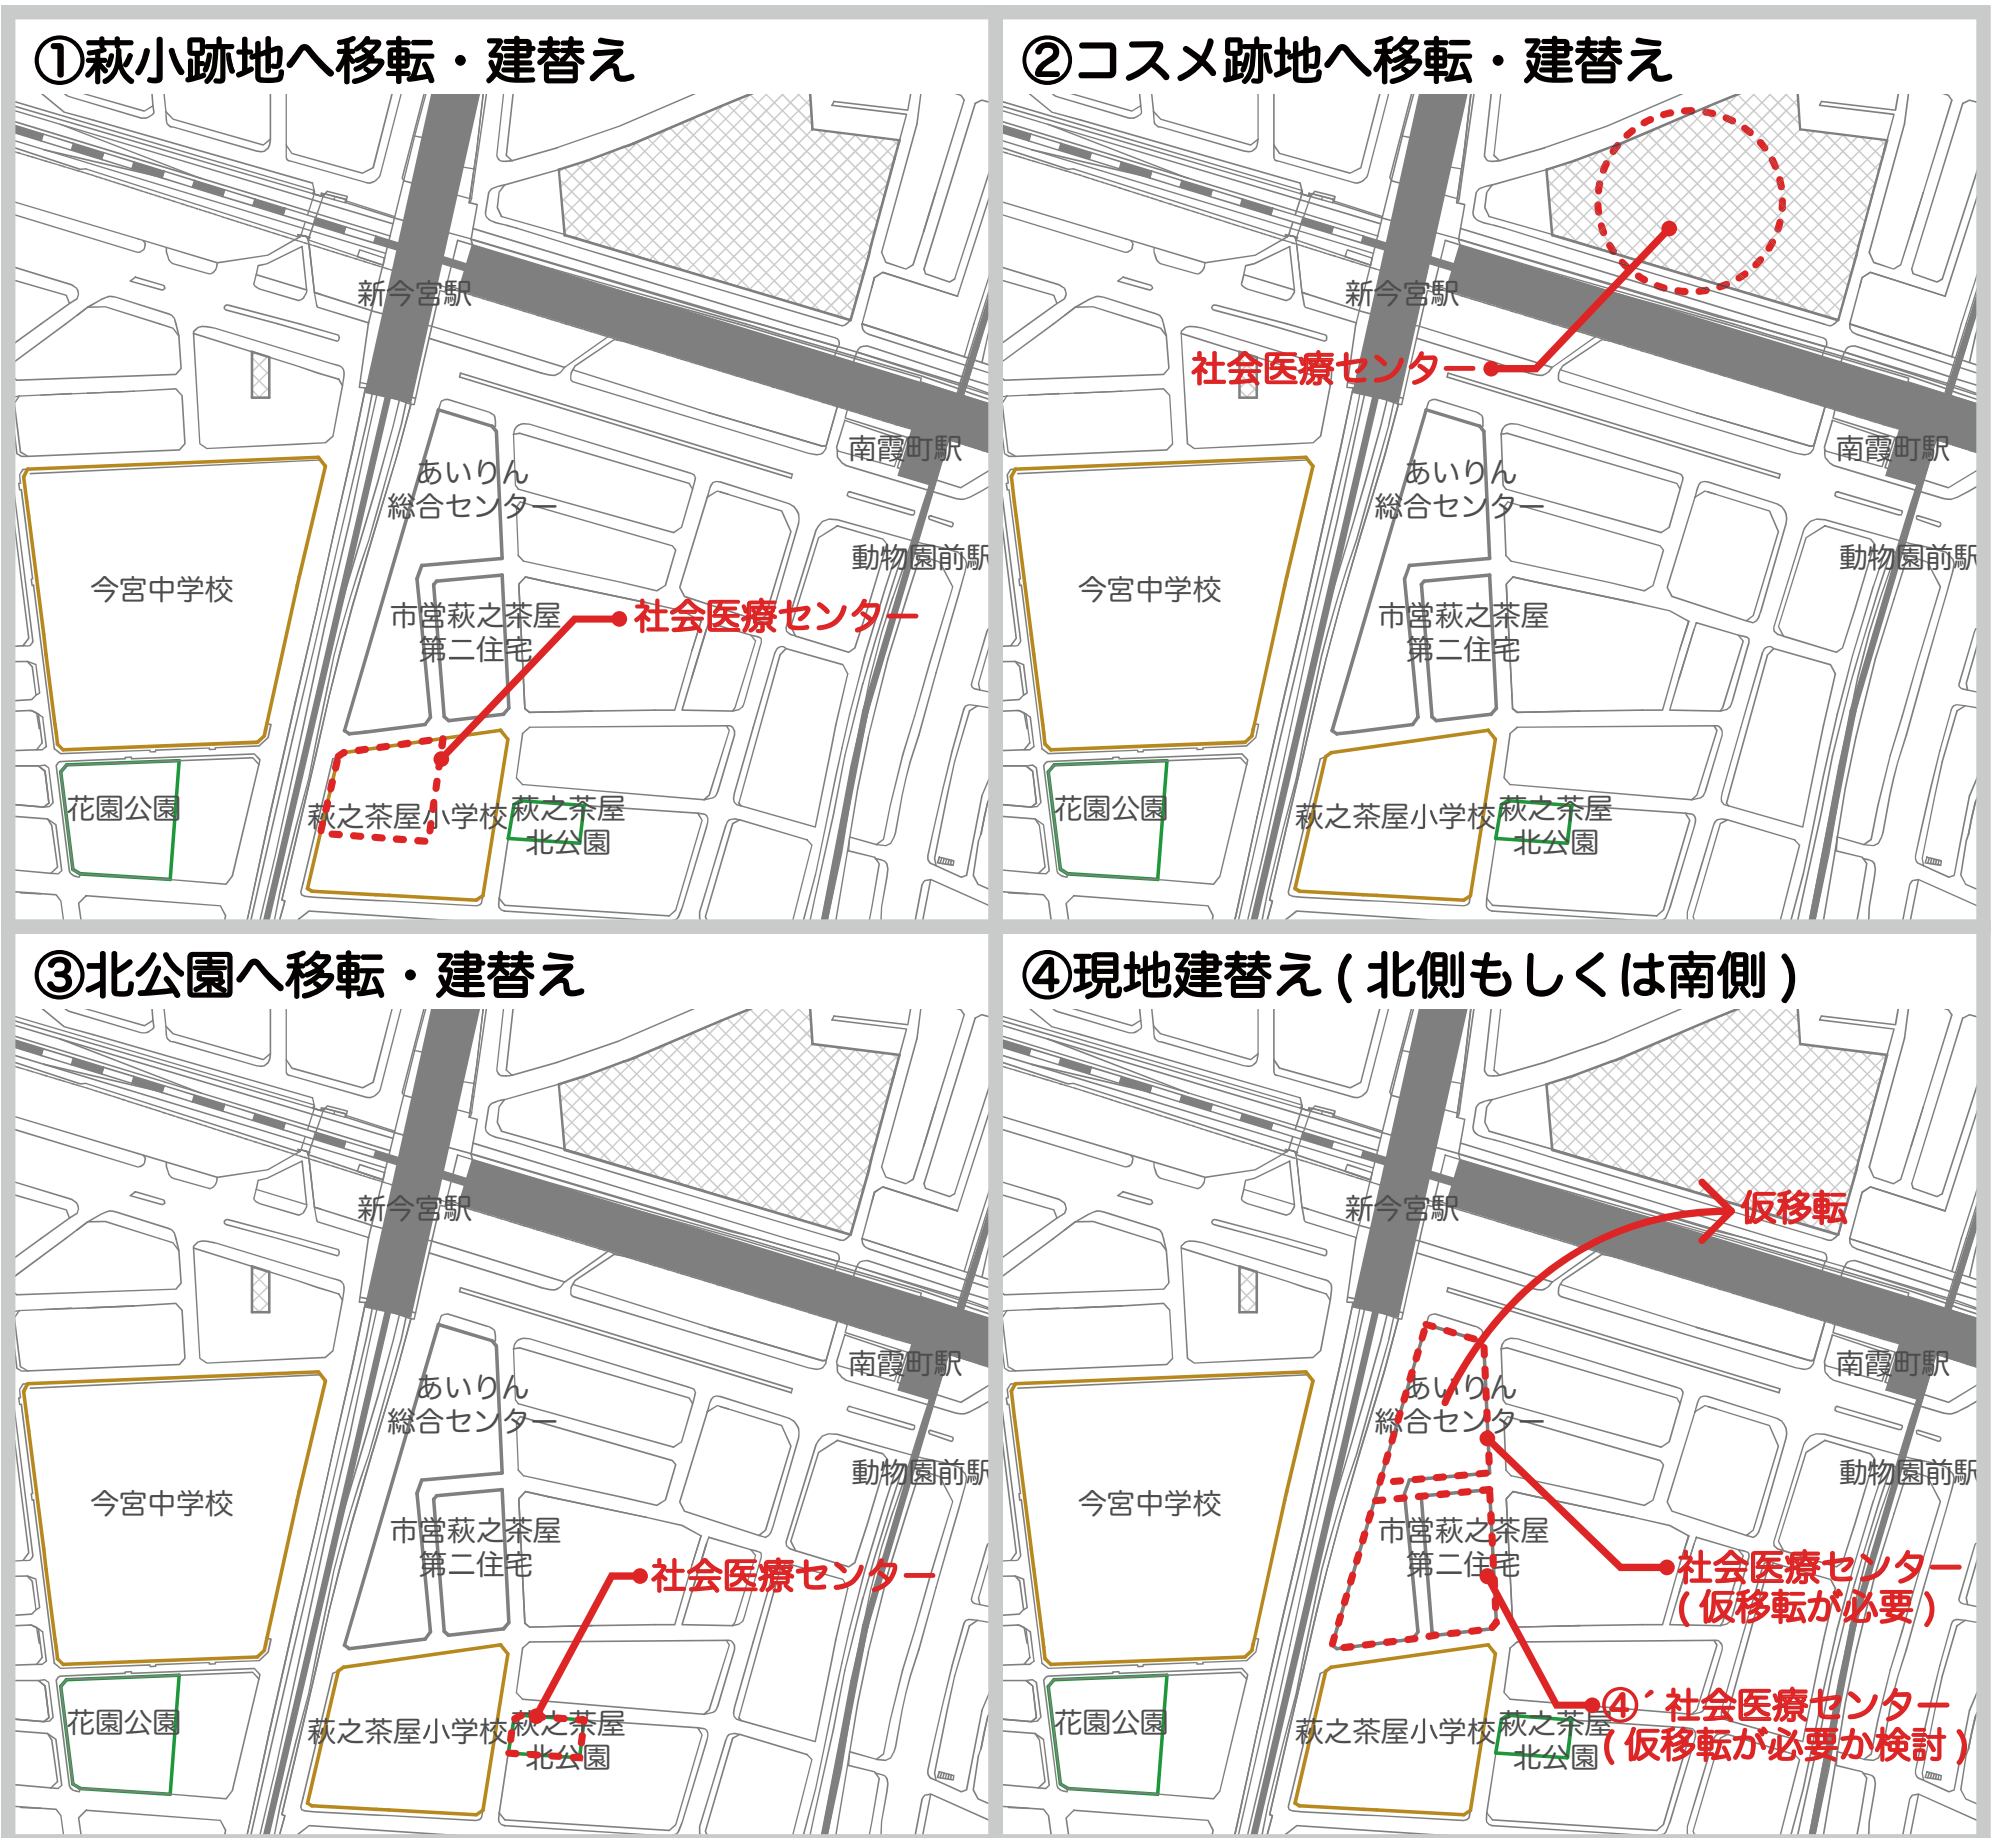 ①萩小跡地へ移転・建替え
新今宮駅
南霞町駅
あいりん
総合センター
動物園前駅
今宮中学校
市営萩之茶屋
第二住宅
社会医療センター
花園公園
萩之茶屋小学校
萩之茶屋
北公園
②コスメ跡地へ移転・建替え
新今宮駅
社会医療センター
南霞町駅
あいりん
総合センター
動物園前駅
今宮中学校
市営萩之茶屋
第二住宅
花園公園
萩之茶屋小学校
萩之茶屋
北公園
③北公園へ移転・建替え
新今宮駅
南霞町駅
あいりん
総合センター
動物園前駅
今宮中学校
市営萩之茶屋
第二住宅
社会医療センター
花園公園
萩之茶屋小学校
萩之茶屋
北公園
④現地建替え(北側もしくは南側)
仮移転
新今宮駅
南霞町駅
あいりん
総合センター
動物園前駅
今宮中学校
市営萩之茶屋
第二住宅
社会医療センター
(仮移転が必要)
④´社会医療センター
(仮移転が必要か検討)
花園公園
萩之茶屋小学校
萩之茶屋
北公園